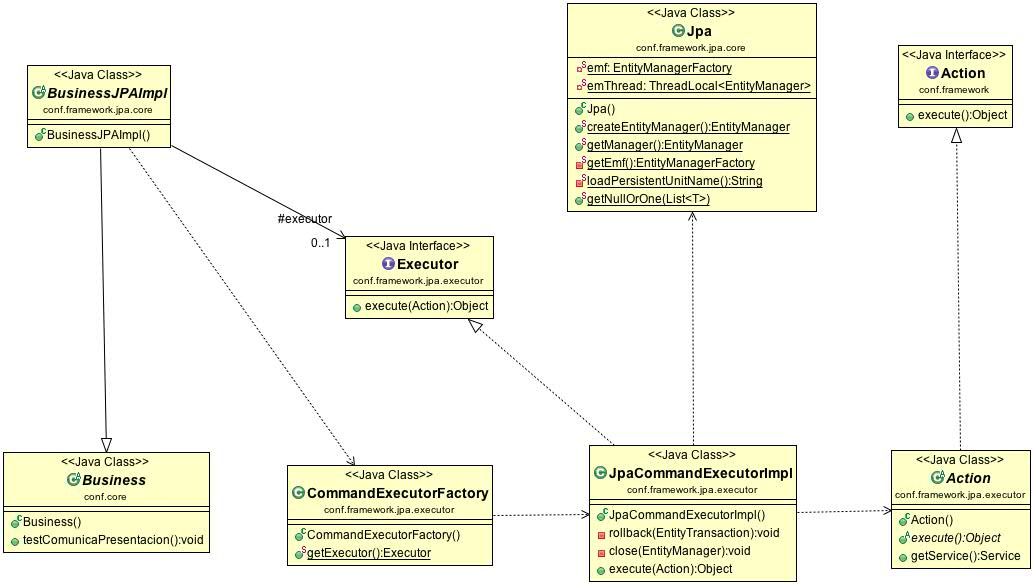 <<Java Class>>
Jpa
conf.framework.jpa.core
emf: EntityManagerFactory
emThread: ThreadLocal<EntityManager>
Jpa()
createEntityManager():EntityManager
getManager():EntityManager
getEmf():EntityManagerFactory
loadPersistentUnitName():String
getNullOrOne(List<T>)
<<Java Interface>>
Action
conf.framework
execute():Object
<<Java Class>>
BusinessJPAImpl
conf.framework.jpa.core
BusinessJPAImpl()
#executor
0..1
<<Java Interface>>
Executor
conf.framework.jpa.executor
execute(Action):Object
<<Java Class>>
Business
conf.core
Business()
testComunicaPresentacion():void
<<Java Class>>
CommandExecutorFactory
conf.framework.jpa.executor
CommandExecutorFactory()
getExecutor():Executor
<<Java Class>>
JpaCommandExecutorImpl
conf.framework.jpa.executor
JpaCommandExecutorImpl()
rollback(EntityTransaction):void
close(EntityManager):void
execute(Action):Object
<<Java Class>>
Action
conf.framework.jpa.executor
Action()
execute():Object
getService():Service